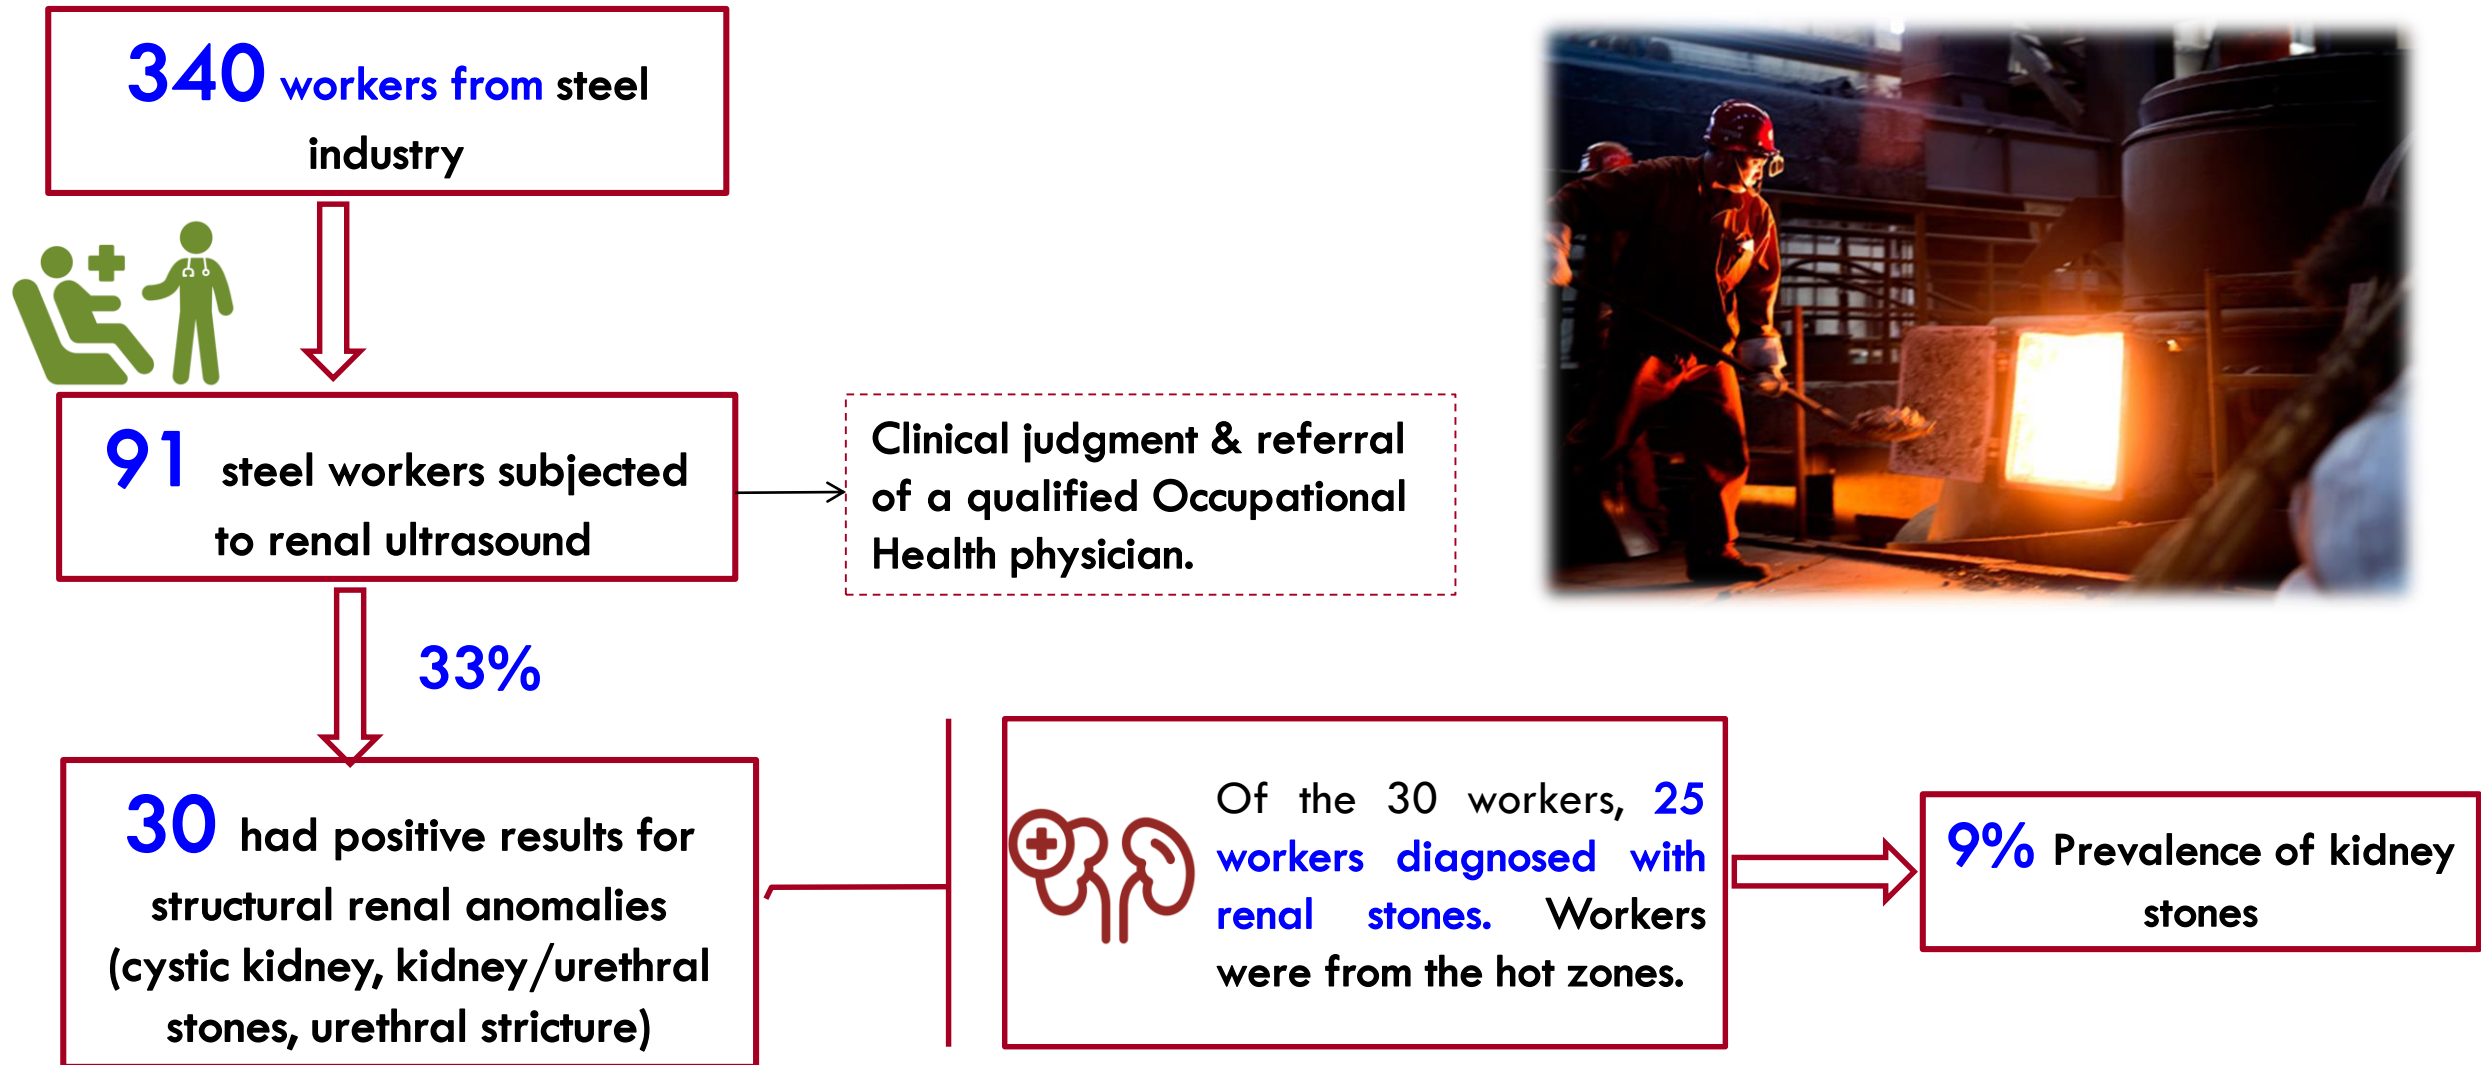 340 workers from steel
industry
91 steel workers subjected
to renal ultrasound
Clinical judgment & referral
of a qualified Occupational
Health physician.
33%
30 had positive results for
structural renal anomalies
(cystic kidney, kidney/urethral
stones, urethral stricture)
Of the 30 workers, 25
workers diagnosed with
renal stones. Workers
were from the hot zones.
9% Prevalence of kidney
stones